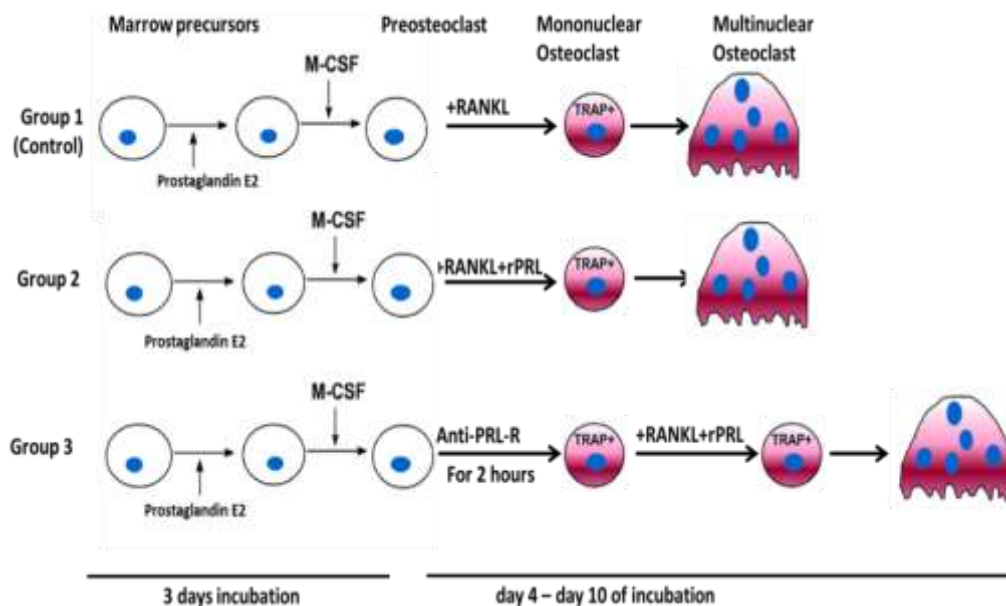 Marrow precursors
Preosteoclast
Mononuclear
Osteoclast
Multinuclear
Osteoclast
Group 1
(Control)
M-CSF
+RANKL
TRAP+
Prostaglandin E2
Group 2
M-CSF
+RANKL+rPRL
TRAP+
Prostaglandin E2
Group 3
M-CSF
Anti-PRL-R
For 2 hours
TRAP+
+RANKL+rPRL
TRAP+
Prostaglandin E2
3 days incubation
day 4 – day 10 of incubation